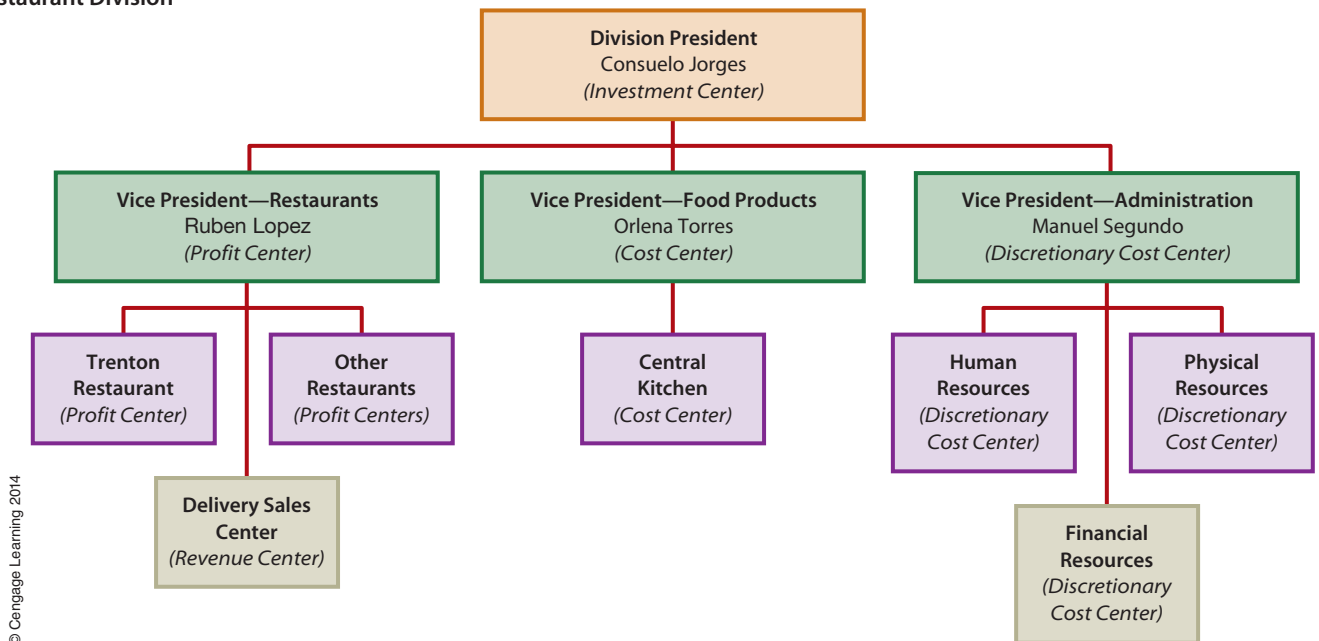 Division President
Consuelo Jorges
(Investment Center)
Vice President—Restaurants
Ruben Lopez
(Profit Center)
Vice President—Food Products
Orlena Torres
(Cost Center)
Vice President—Administration
Manuel Segundo
(Discretionary Cost Center)
Trenton
Restaurant
(Profit Center)
Other
Restaurants
(Profit Centers)
Central
Kitchen
(Cost Center)
Human
Resources
(Discretionary
Cost Center)
Physical
Resources
(Discretionary
Cost Center)
Delivery Sales
Center
(Revenue Center)
Financial
Resources
(Discretionary
Cost Center)
© Cengage Learning 2014